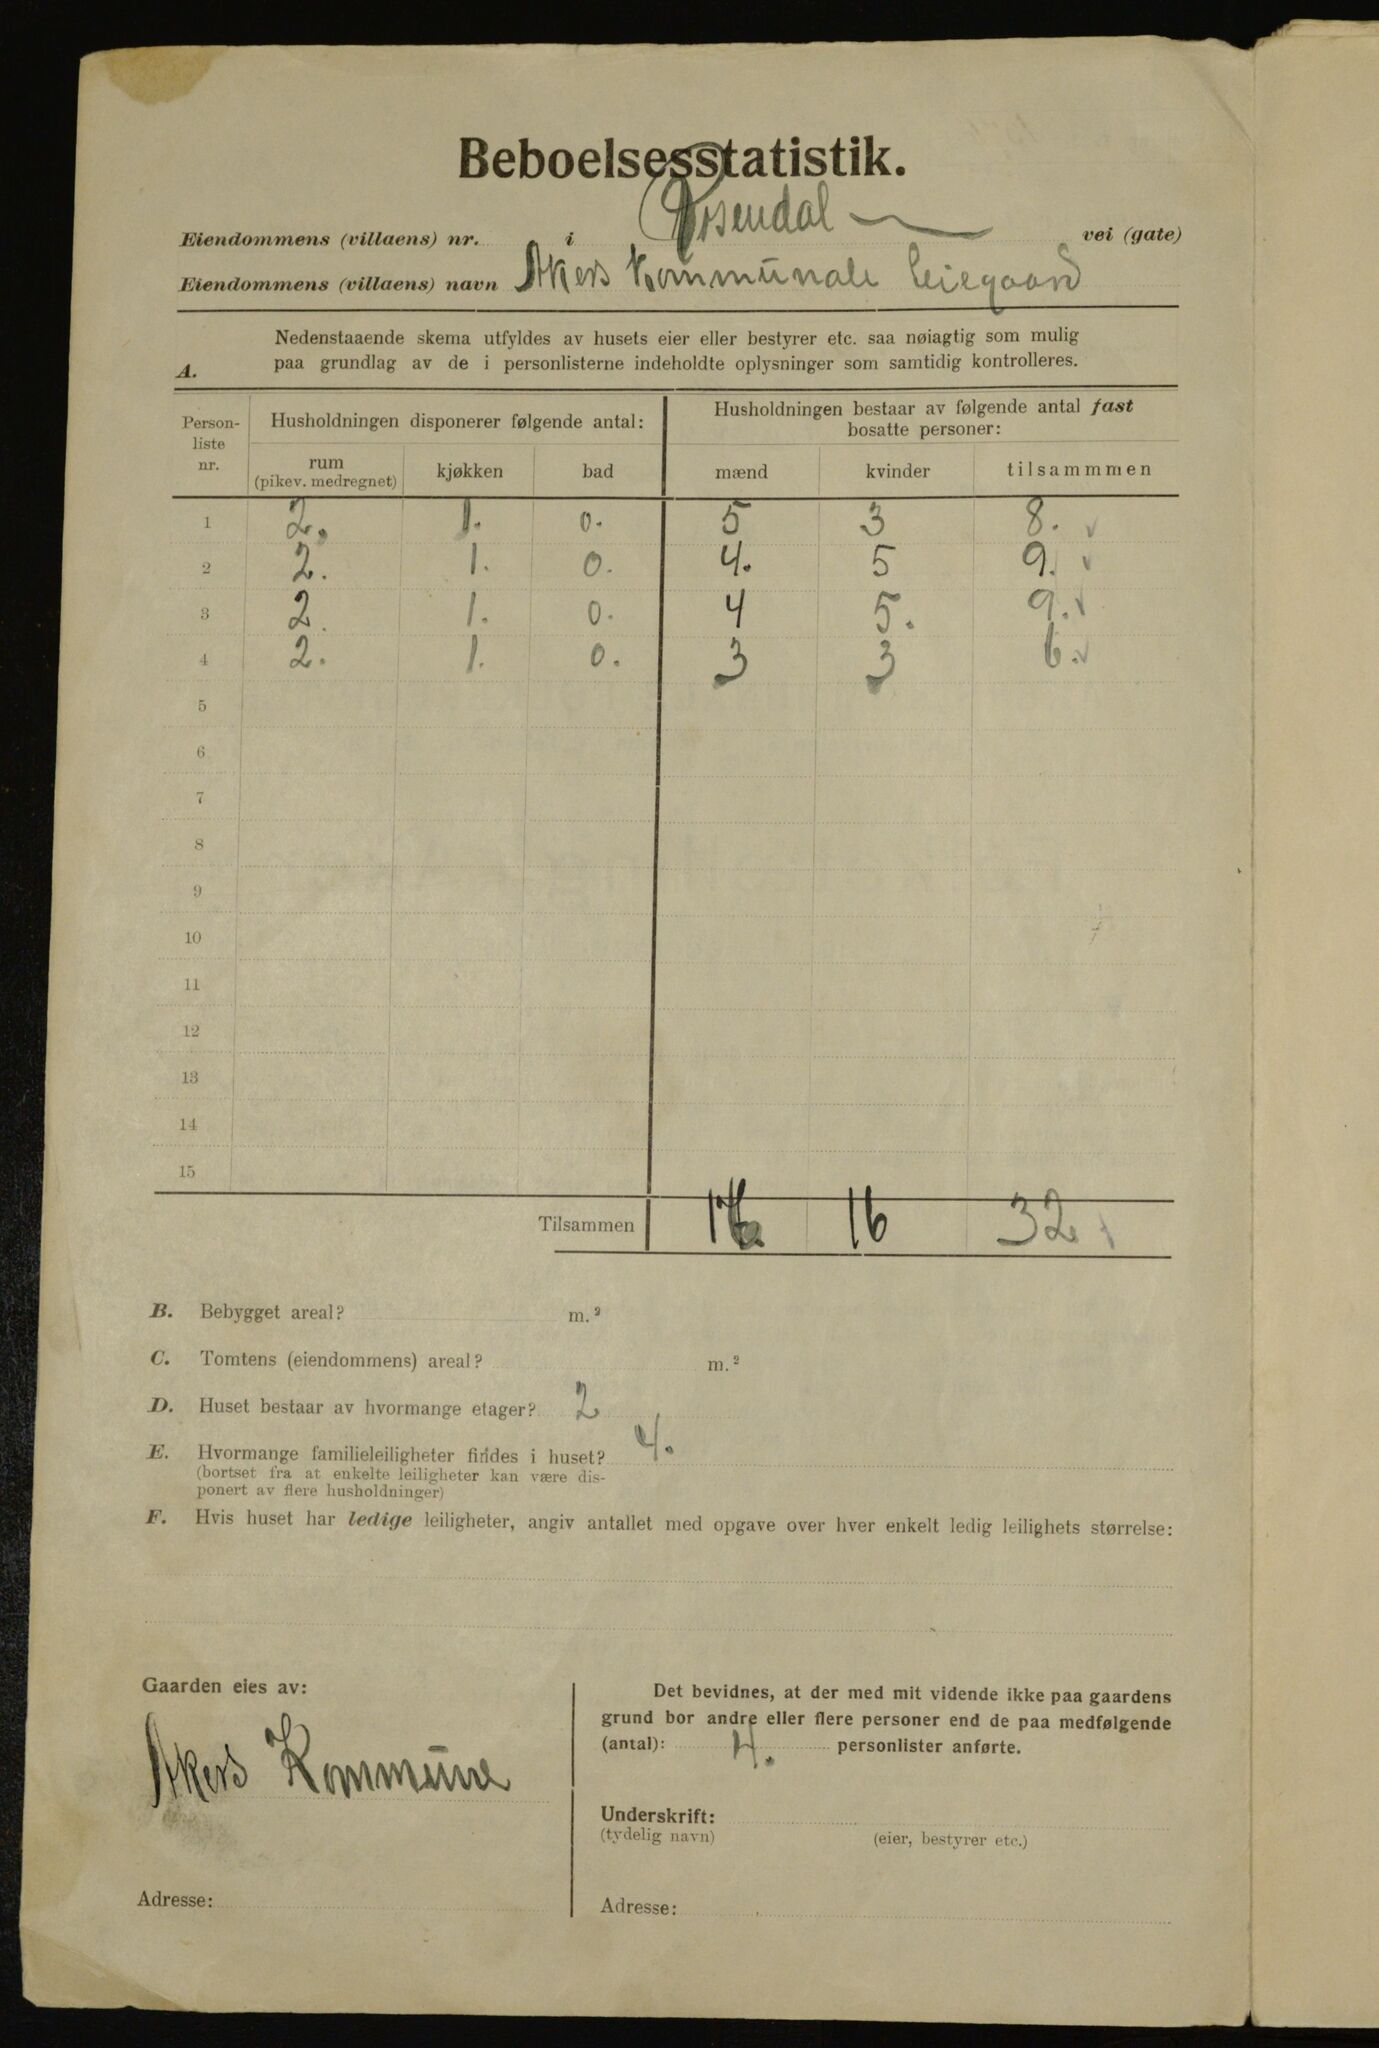 Beboelsesstatistik.
Eiendommens (villaens) nr. i Rosendal vei (gate)
Eiendommens (villaens) navn Akers Kommunale leiegaard
A. Nedenstaaende skema utfyldes av husets eier eller bestyrer etc. saa nøiagtig som mulig
paa grundlag av de i personlisterne indeholdte oplysninger som samtidig kontrolleres.
Person-
liste
nr.
Husholdningen disponerer følgende antal:
Husholdningen bestaar av følgende antal fast
bosatte personer:
rum
(pikev. medregnet)
kjøkken bad mænd kvinder tilsammmen
1 2. 1. 0. 5 3 8.
2 2. 1. 0. 4. 5 9.
3 2. 1. 0. 4 5. 9.
4 2. 1. 0. 3 3 6.
5
6
7
8
9
10
11
12
13
14
15
Tilsammen 16 16 32
B. Bebygget areal? m.²
C. Tomtens (eiendommens) areal? m.²
D. Huset bestaar av hvormange etager? 2
E. Hvormange familieleiligheter findes i huset? 4.
(bortset fra at enkelte leiligheter kan være dis-
ponert av flere husholdninger)
F. Hvis huset har ledige leiligheter, angiv antallet med opgave over hver enkelt ledig leilighets størrelse:
Gaarden eies av:
Akers Kommune
Adresse:
Det bevidnes, at der med mit vidende ikke paa gaardens
grund bor andre eller flere personer end de paa medfølgende
(antal): 4. personlister anførte.
Underskrift:
(tydelig navn) (eier, bestyrer etc.)
Adresse: